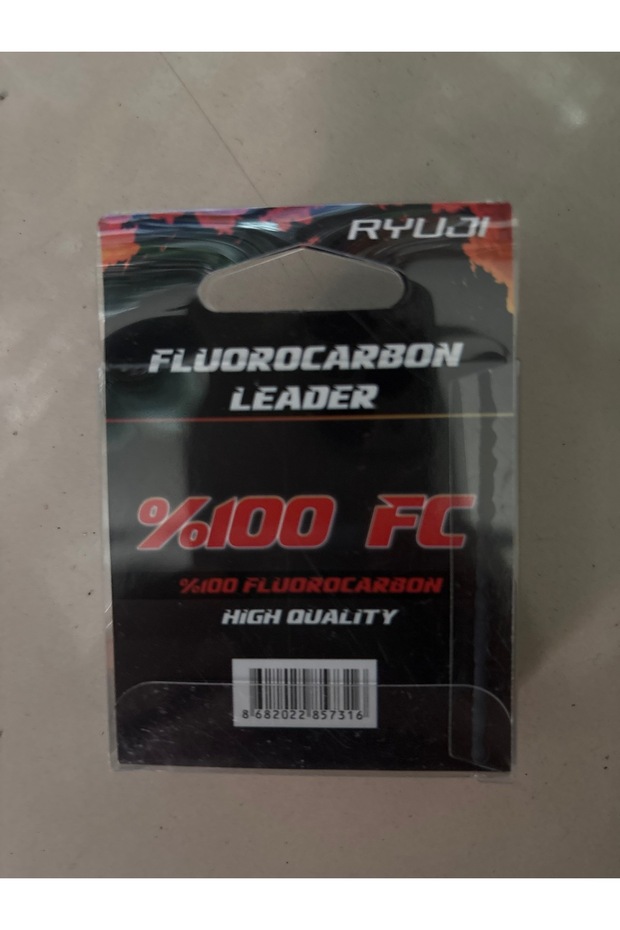 RYUJI
FLUOROCARBON
LEADER
%100 FC
%100 FLUOROCARBON
HIGH QUALITY
8 682022 857316